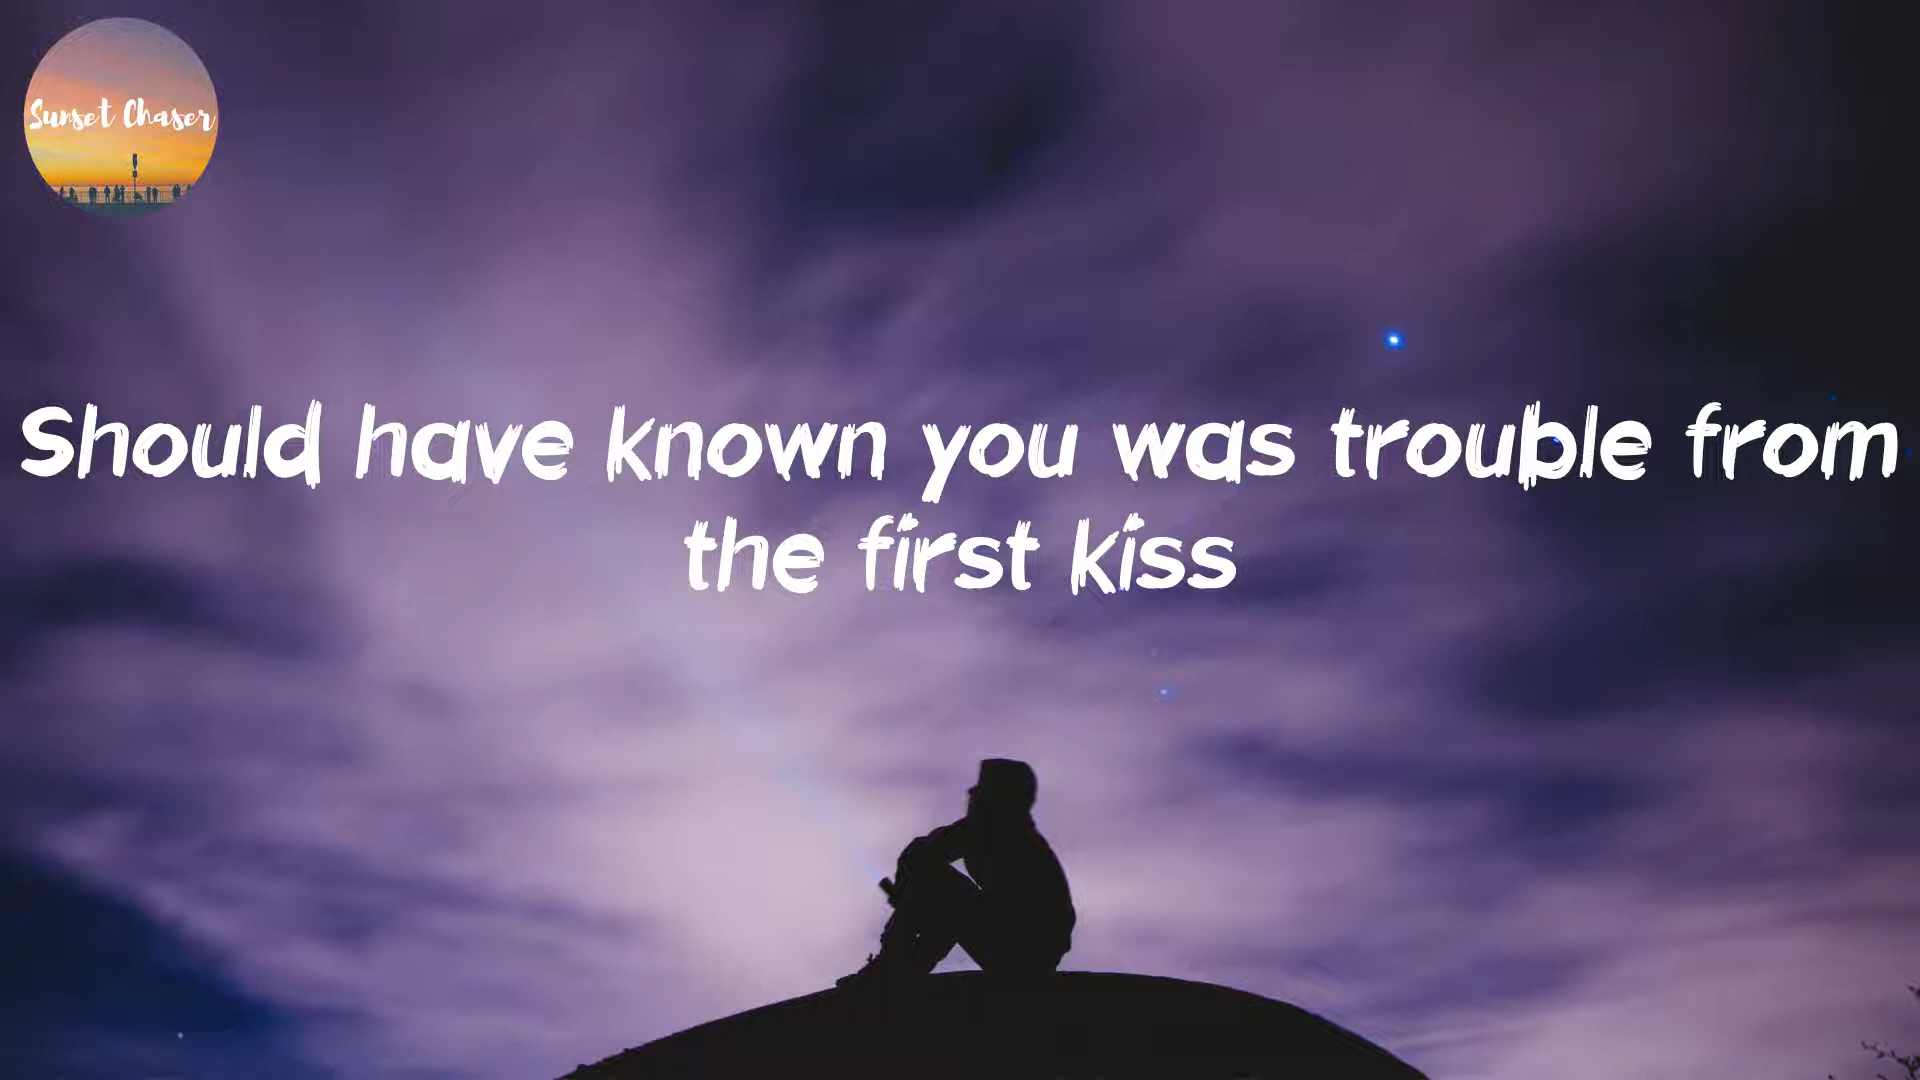 Sunset Chaser
Should have known you was trouble from
the first kiss